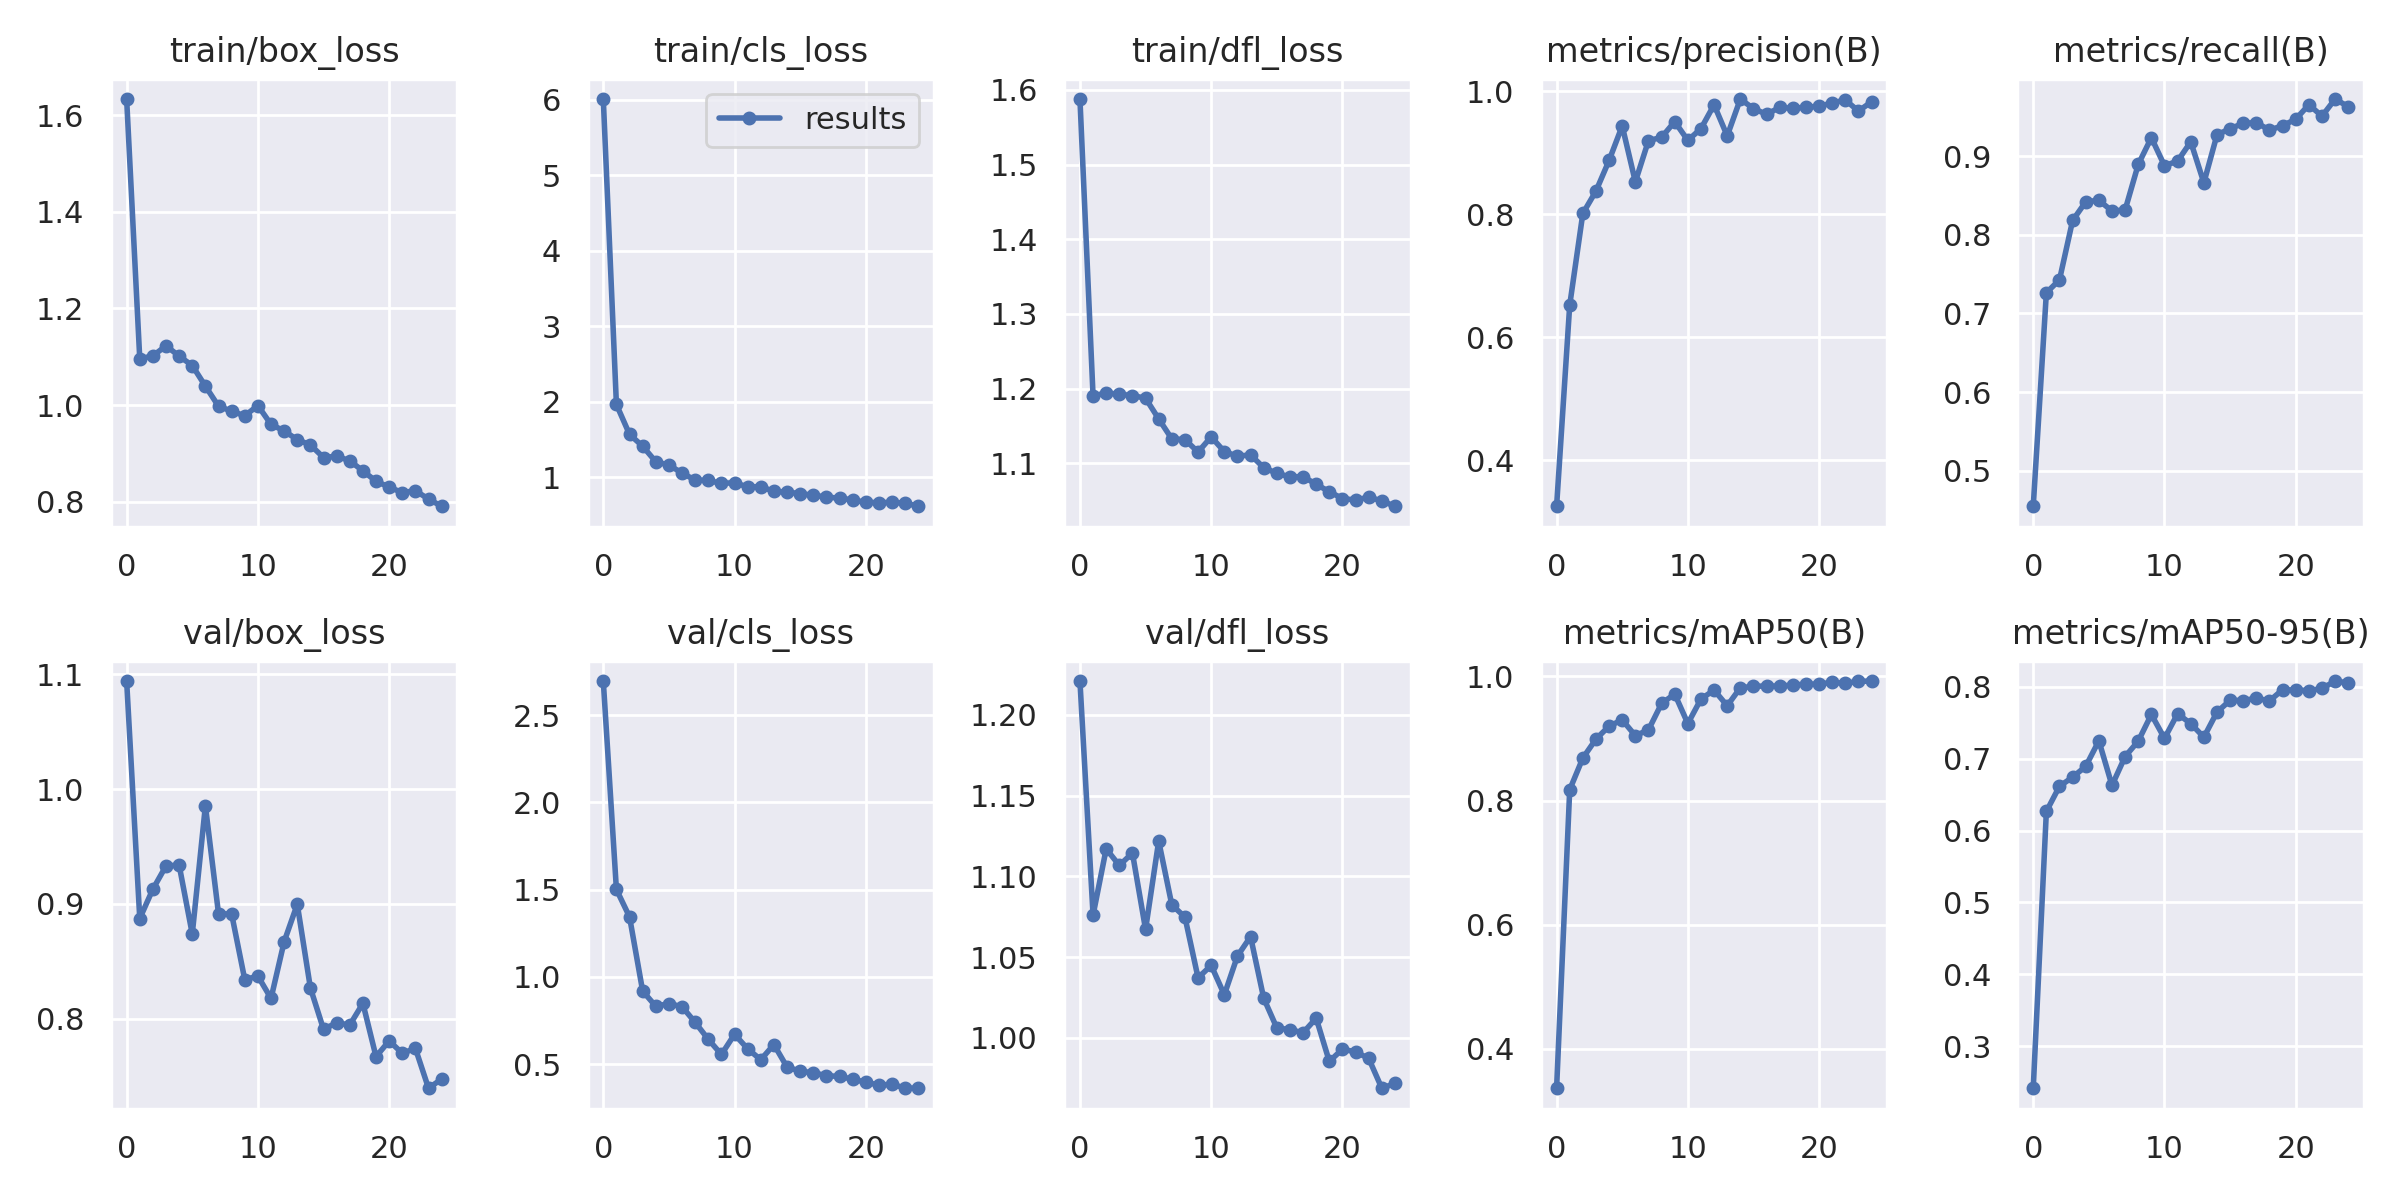 train/box_loss
1.6
1.4
1.2
1.0
0.8
0 10 20
train/cls_loss
results
6
5
4
3
2
1
0 10 20
train/dfl_loss
1.6
1.5
1.4
1.3
1.2
1.1
0 10 20
metrics/precision(B)
1.0
0.8
0.6
0.4
0 10 20
metrics/recall(B)
0.9
0.8
0.7
0.6
0.5
0 10 20
val/box_loss
1.1
1.0
0.9
0.8
0 10 20
val/cls_loss
2.5
2.0
1.5
1.0
0.5
0 10 20
val/dfl_loss
1.20
1.15
1.10
1.05
1.00
0 10 20
metrics/mAP50(B)
1.0
0.8
0.6
0.4
0 10 20
metrics/mAP50-95(B)
0.8
0.7
0.6
0.5
0.4
0.3
0 10 20